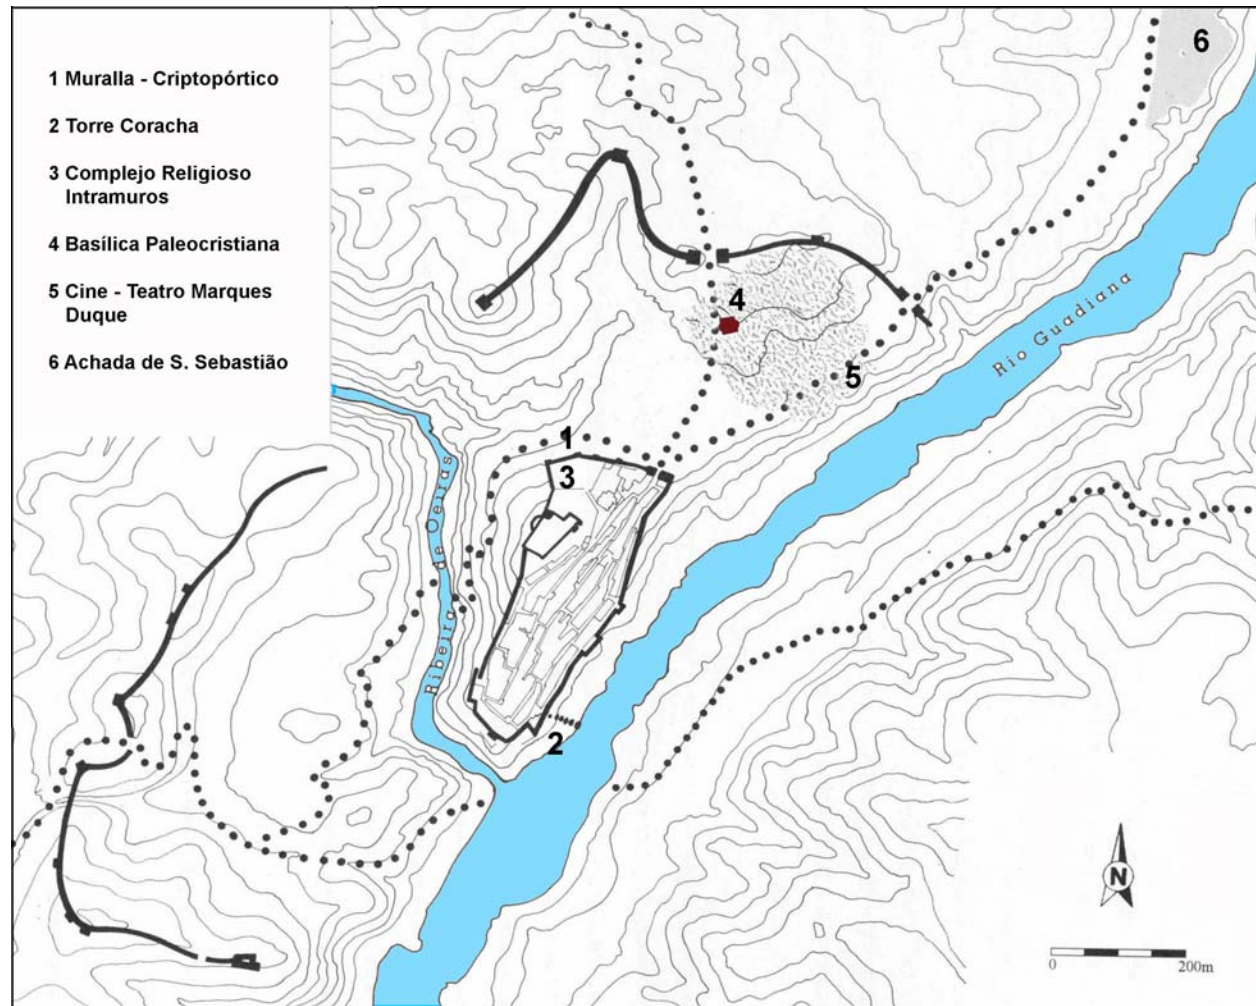 1 Muralla - Criptopórtico
2 Torre Coracha
3 Complejo Religioso
Intramuros
4 Basílica Paleocristiana
5 Cine - Teatro Marques
Duque
6 Achada de S. Sebastião
6
4
5
Rio Guadiana
1
3
Ribeira de Oeiras
2
N
0
200m